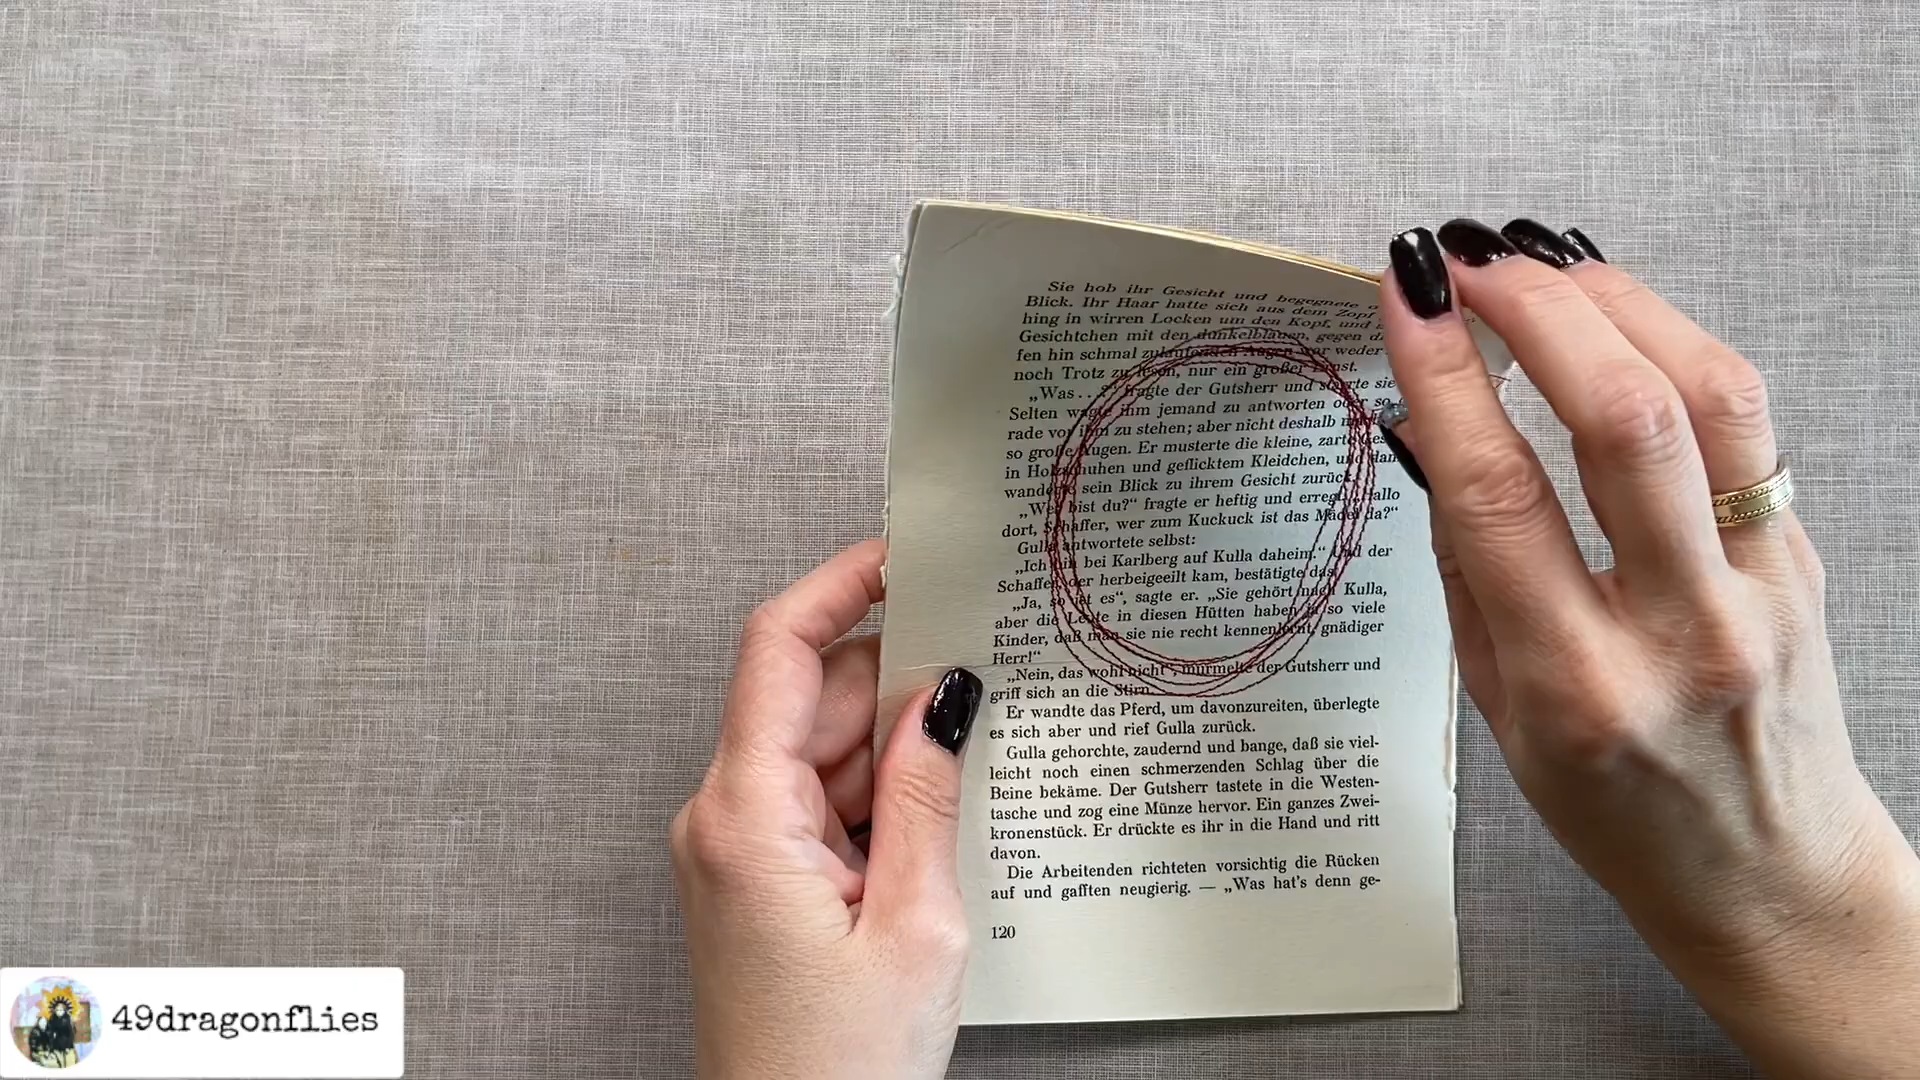 Sie hob ihr Gesicht und begegnete
Blick. Ihr Haar hatte sich aus dem Zopf
hing in wirren Locken um den Kopf, und
Gesichtchen mit den dunkelblauen, gegen
fen hin schmal zulaufenden Augen war weder
noch Trotz zu lesen, nur ein großer Ernst.
„Was . . .?“ fragte der Gutsherr und starrte sie
Selten wagte ihm jemand zu antworten oder so
rade vor ihm zu stehen; aber nicht deshalb
so große Augen. Er musterte die kleine, zarte
in Holzschuhen und geflicktem Kleidchen, und
wanderte sein Blick zu ihrem Gesicht zurück.
„Wer bist du?“ fragte er heftig und erregt. „Hallo
dort, Schaffer, wer zum Kuckuck ist das Mädel da?“
Gulla antwortete selbst:
„Ich bin bei Karlberg auf Kulla daheim.“ Und der
Schaffer, der herbeigeeilt kam, bestätigte das.
„Ja, so ist es“, sagte er. „Sie gehört nach Kulla,
aber die Leute in diesen Hütten haben ja so viele
Kinder, daß man sie nie recht kennenlernt, gnädiger
Herr!“
„Nein, das wohl nicht“, murmelte der Gutsherr und
griff sich an die Stirn.
Er wandte das Pferd, um davonzureiten, überlegte
es sich aber und rief Gulla zurück.
Gulla gehorchte, zaudernd und bange, daß sie viel-
leicht noch einen schmerzenden Schlag über die
Beine bekäme. Der Gutsherr tastete in die Westen-
tasche und zog eine Münze hervor. Ein ganzes Zwei-
kronenstück. Er drückte es ihr in die Hand und ritt
davon.
Die Arbeitenden richteten vorsichtig die Rücken
auf und gafften neugierig. — „Was hat's denn ge-
120
49dragonflies